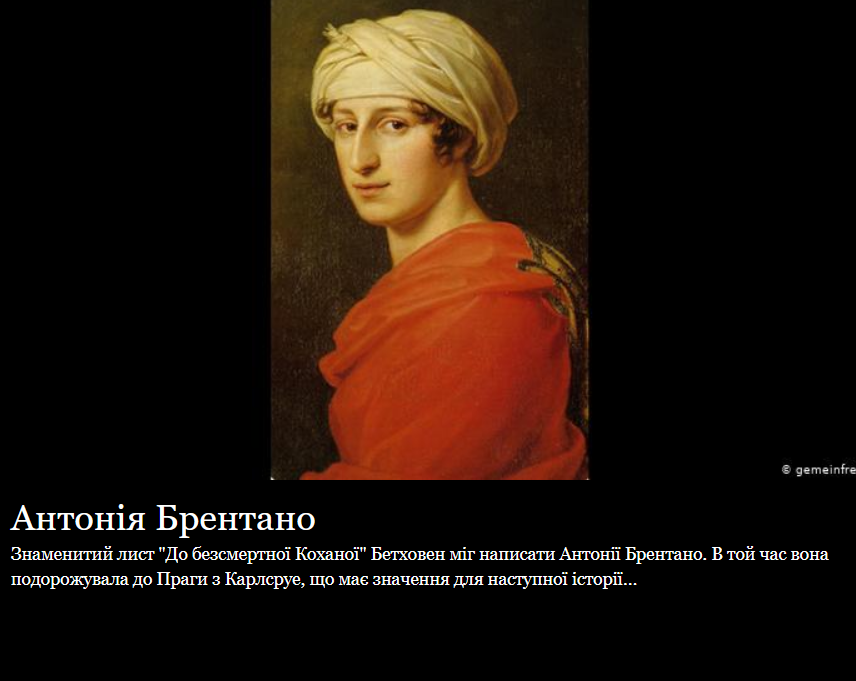 © gemeinfre
Антонія Брентано
Знаменитий лист "До безсмертної Коханої" Бетховен міг написати Антонії Брентано. В той час вона
подорожувала до Праги з Карлсруе, що має значення для наступної історії...